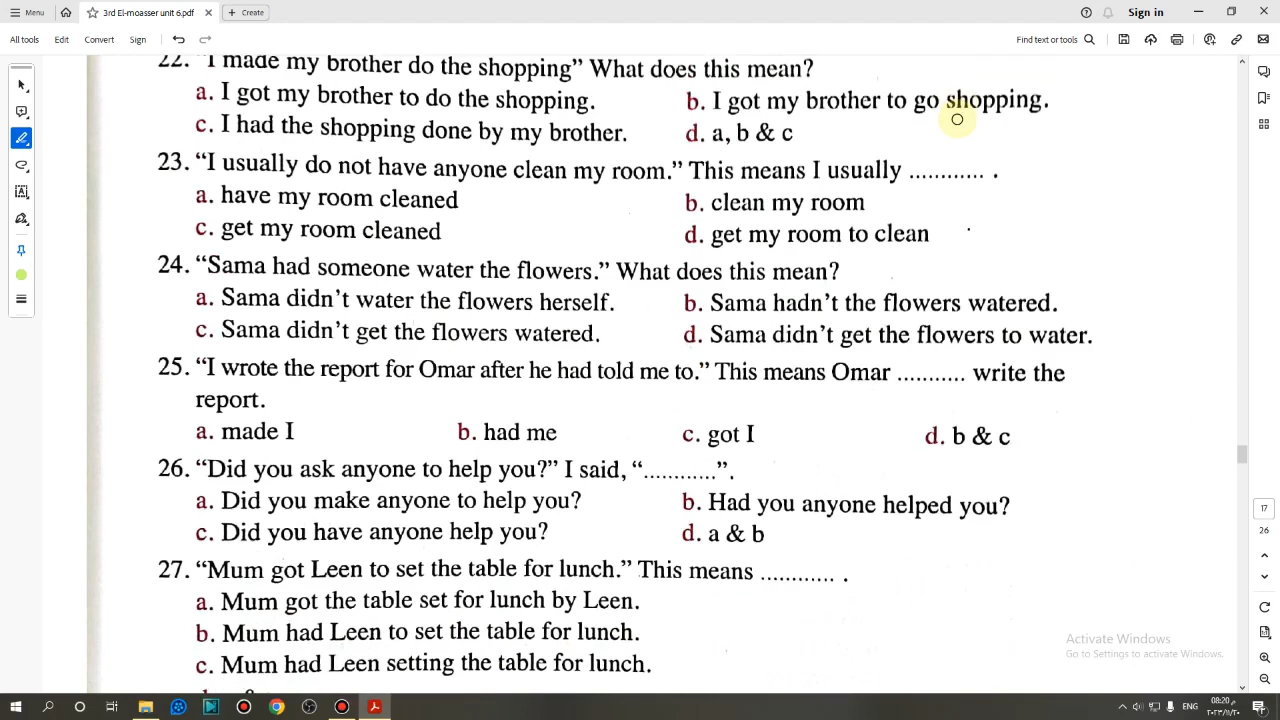 Menu
3rd El-moasser unit 6.pdf
Create
Sign in
All tools Edit Convert Sign
Find text or tools
22. "I made my brother do the shopping" What does this mean?
a. I got my brother to do the shopping. b. I got my brother to go shopping.
c. I had the shopping done by my brother. d. a, b & c
23. "I usually do not have anyone clean my room." This means I usually ............ .
a. have my room cleaned b. clean my room
c. get my room cleaned d. get my room to clean
24. "Sama had someone water the flowers." What does this mean?
a. Sama didn't water the flowers herself. b. Sama hadn't the flowers watered.
c. Sama didn't get the flowers watered. d. Sama didn't get the flowers to water.
25. "I wrote the report for Omar after he had told me to." This means Omar ........... write the
report.
a. made I b. had me c. got I d. b & c
26. "Did you ask anyone to help you?" I said, "............".
a. Did you make anyone to help you? b. Had you anyone helped you?
c. Did you have anyone help you? d. a & b
27. "Mum got Leen to set the table for lunch." This means ............ .
a. Mum got the table set for lunch by Leen.
b. Mum had Leen to set the table for lunch.
c. Mum had Leen setting the table for lunch.
17
26
Activate Windows
Go to Settings to activate Windows.
ENG
08:20 م